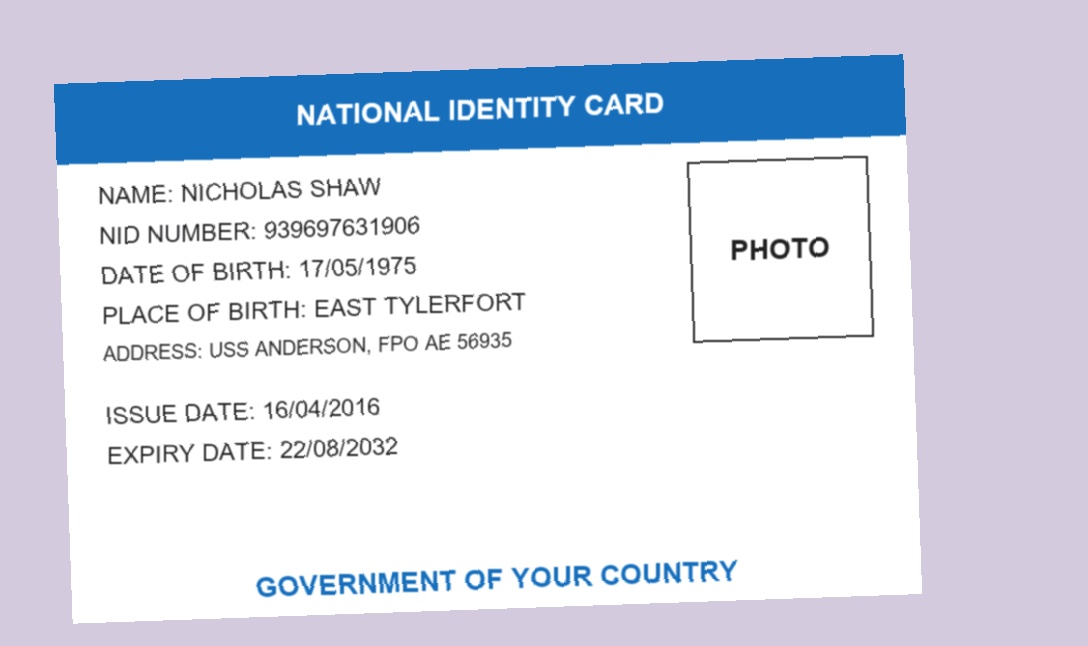 NATIONAL IDENTITY CARD
NAME: NICHOLAS SHAW
NID NUMBER: 939697631906
DATE OF BIRTH: 17/05/1975
PLACE OF BIRTH: EAST TYLERFORT
ADDRESS: USS ANDERSON, FPO AE 56935
PHOTO
ISSUE DATE: 16/04/2016
EXPIRY DATE: 22/08/2032
GOVERNMENT OF YOUR COUNTRY